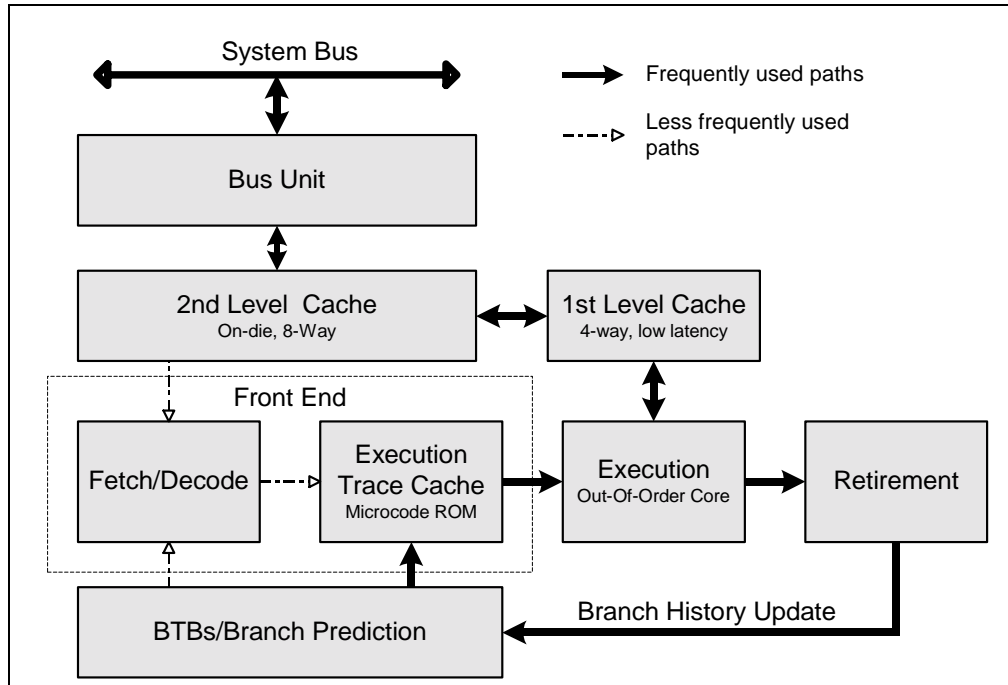 System Bus
Frequently used paths
Less frequently used
paths
Bus Unit
2nd Level Cache
On-die, 8-Way
1st Level Cache
4-way, low latency
Front End
Fetch/Decode
Execution
Trace Cache
Microcode ROM
Execution
Out-Of-Order Core
Retirement
BTBs/Branch Prediction
Branch History Update